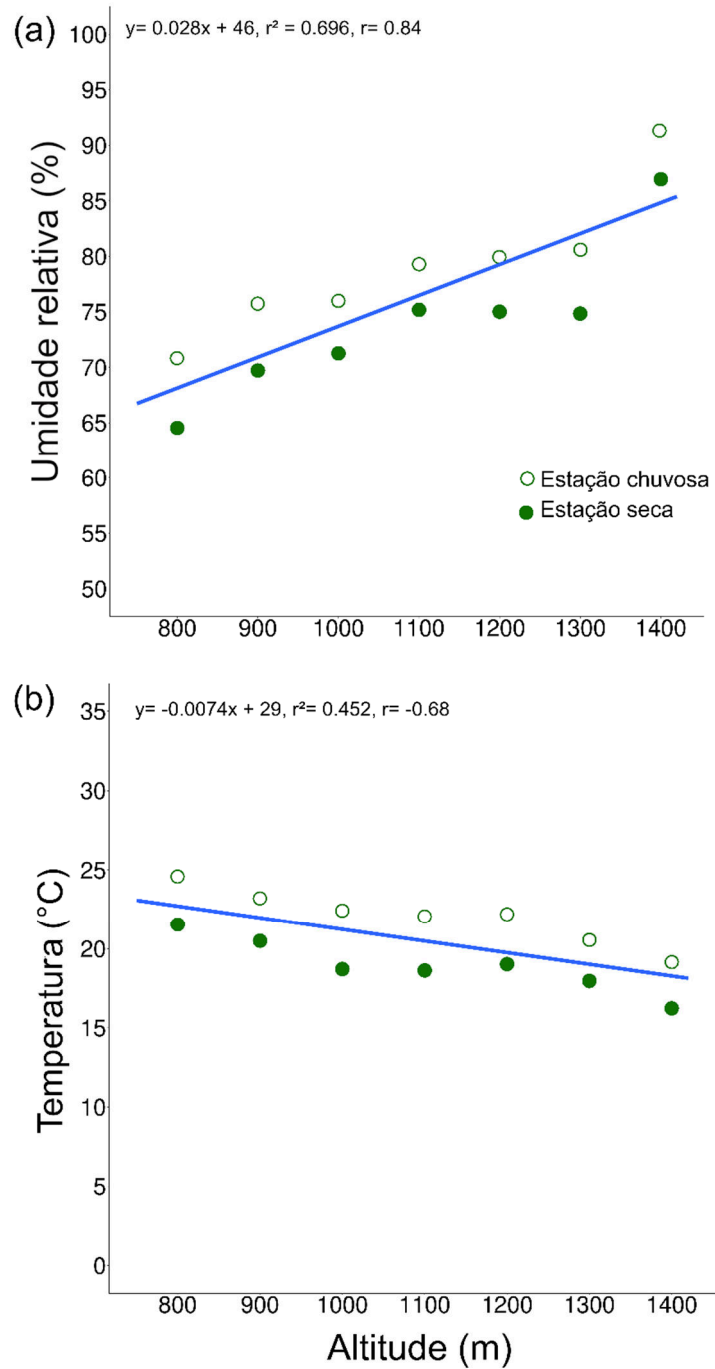 (a)
y= 0.028x + 46, r² = 0.696, r= 0.84
100
95
90
85
80
75
70
65
60
55
50
Umidade relativa (%)
Estação chuvosa
Estação seca
800 900 1000 1100 1200 1300 1400
(b)
y= -0.0074x + 29, r²= 0.452, r= -0.68
35
30
25
20
15
10
5
0
Temperatura (°C)
800 900 1000 1100 1200 1300 1400
Altitude (m)